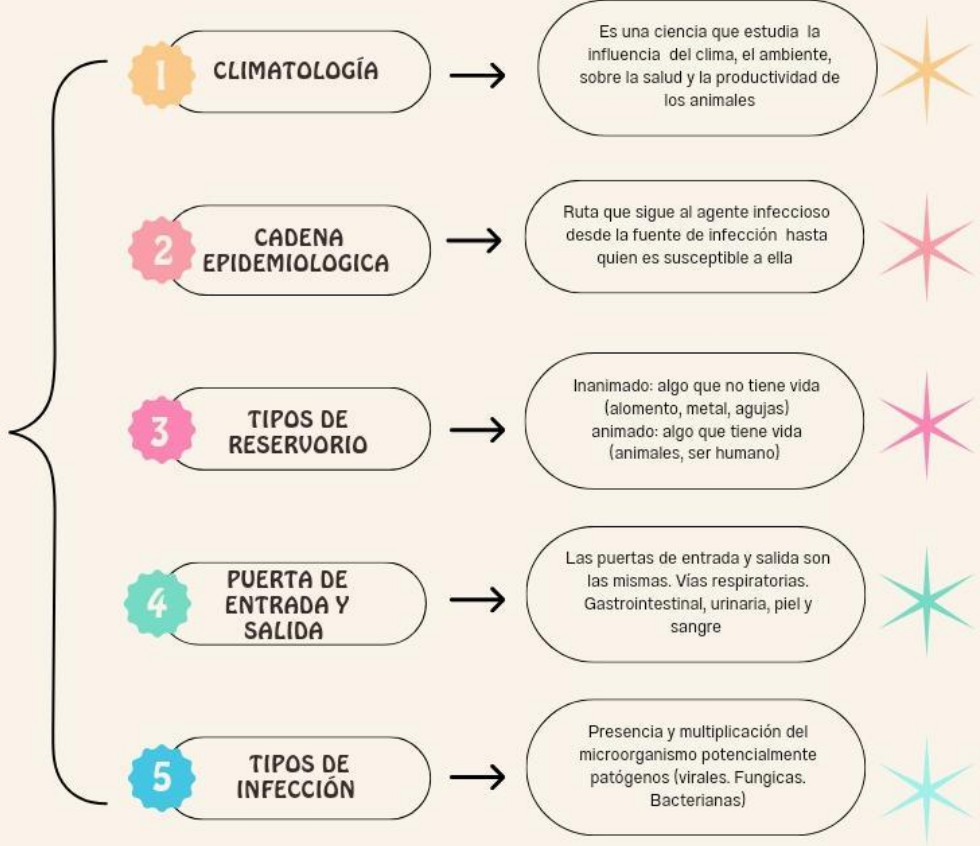 1
CLIMATOLOGÍA
Es una ciencia que estudia la
influencia del clima, el ambiente,
sobre la salud y la productividad de
los animales
2
CADENA
EPIDEMIOLOGICA
Ruta que sigue al agente infeccioso
desde la fuente de infección hasta
quien es susceptible a ella
3
TIPOS DE
RESERVORIO
Inanimado: algo que no tiene vida
(alomento, metal, agujas)
animado: algo que tiene vida
(animales, ser humano)
4
PUERTA DE
ENTRADA Y
SALIDA
Las puertas de entrada y salida son
las mismas. Vías respiratorias.
Gastrointestinal, urinaria, piel y
sangre
5
TIPOS DE
INFECCIÓN
Presencia y multiplicación del
microorganismo potencialmente
patógenos (virales. Fungicas.
Bacterianas)